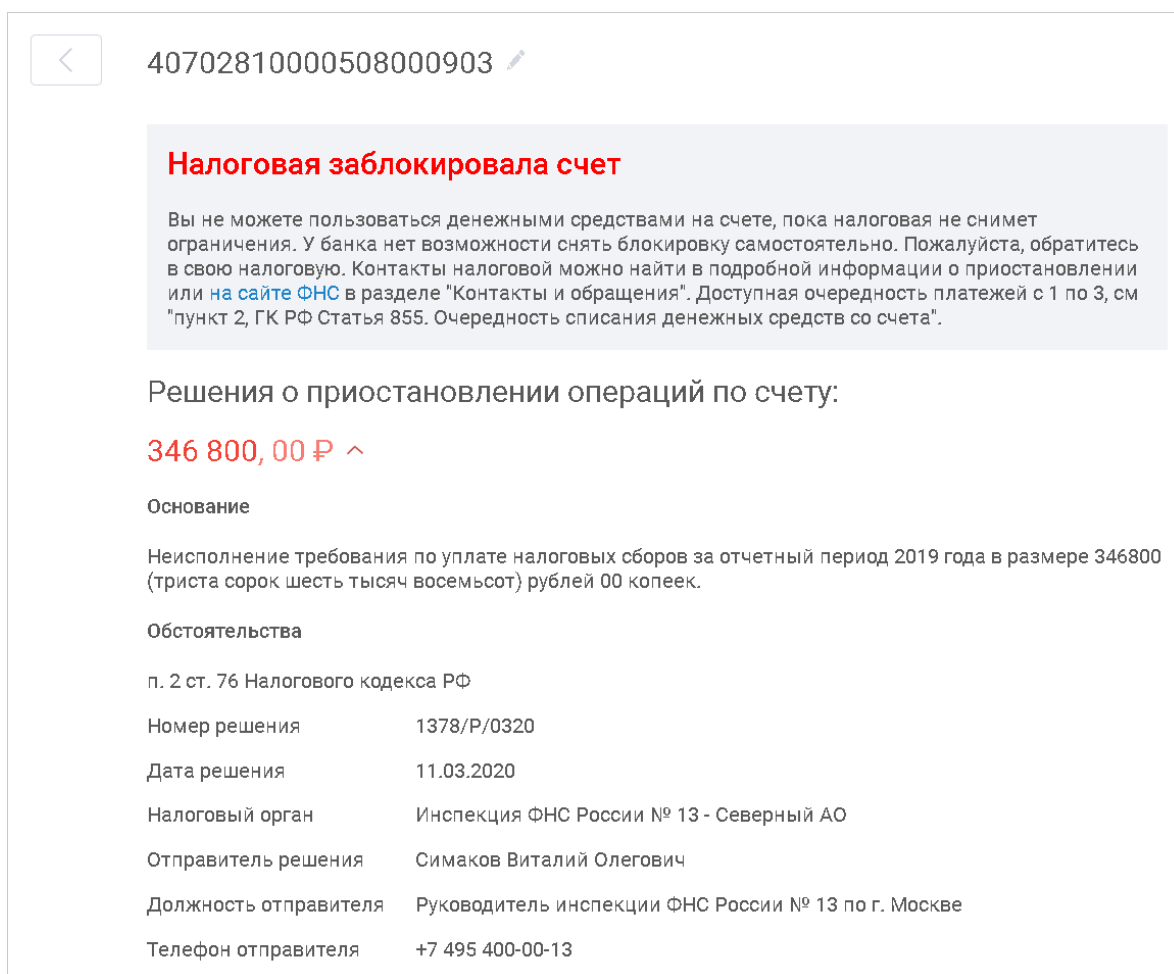 40702810000508000903
Налоговая заблокировала счет
Вы не можете пользоваться денежными средствами на счете, пока налоговая не снимет
ограничения. У банка нет возможности снять блокировку самостоятельно. Пожалуйста, обратитесь
в свою налоговую. Контакты налоговой можно найти в подробной информации о приостановлении
или на сайте ФНС в разделе "Контакты и обращения". Доступная очередность платежей с 1 по 3, см
"пункт 2, ГК РФ Статья 855. Очередность списания денежных средств со счета".
Решения о приостановлении операций по счету:
346 800, 00 ₽
Основание
Неисполнение требования по уплате налоговых сборов за отчетный период 2019 года в размере 346800
(триста сорок шесть тысяч восемьсот) рублей 00 копеек.
Обстоятельства
п. 2 ст. 76 Налогового кодекса РФ
Номер решения 1378/Р/0320
Дата решения 11.03.2020
Налоговый орган Инспекция ФНС России № 13 - Северный АО
Отправитель решения Симаков Виталий Олегович
Должность отправителя Руководитель инспекции ФНС России № 13 по г. Москве
Телефон отправителя +7 495 400-00-13